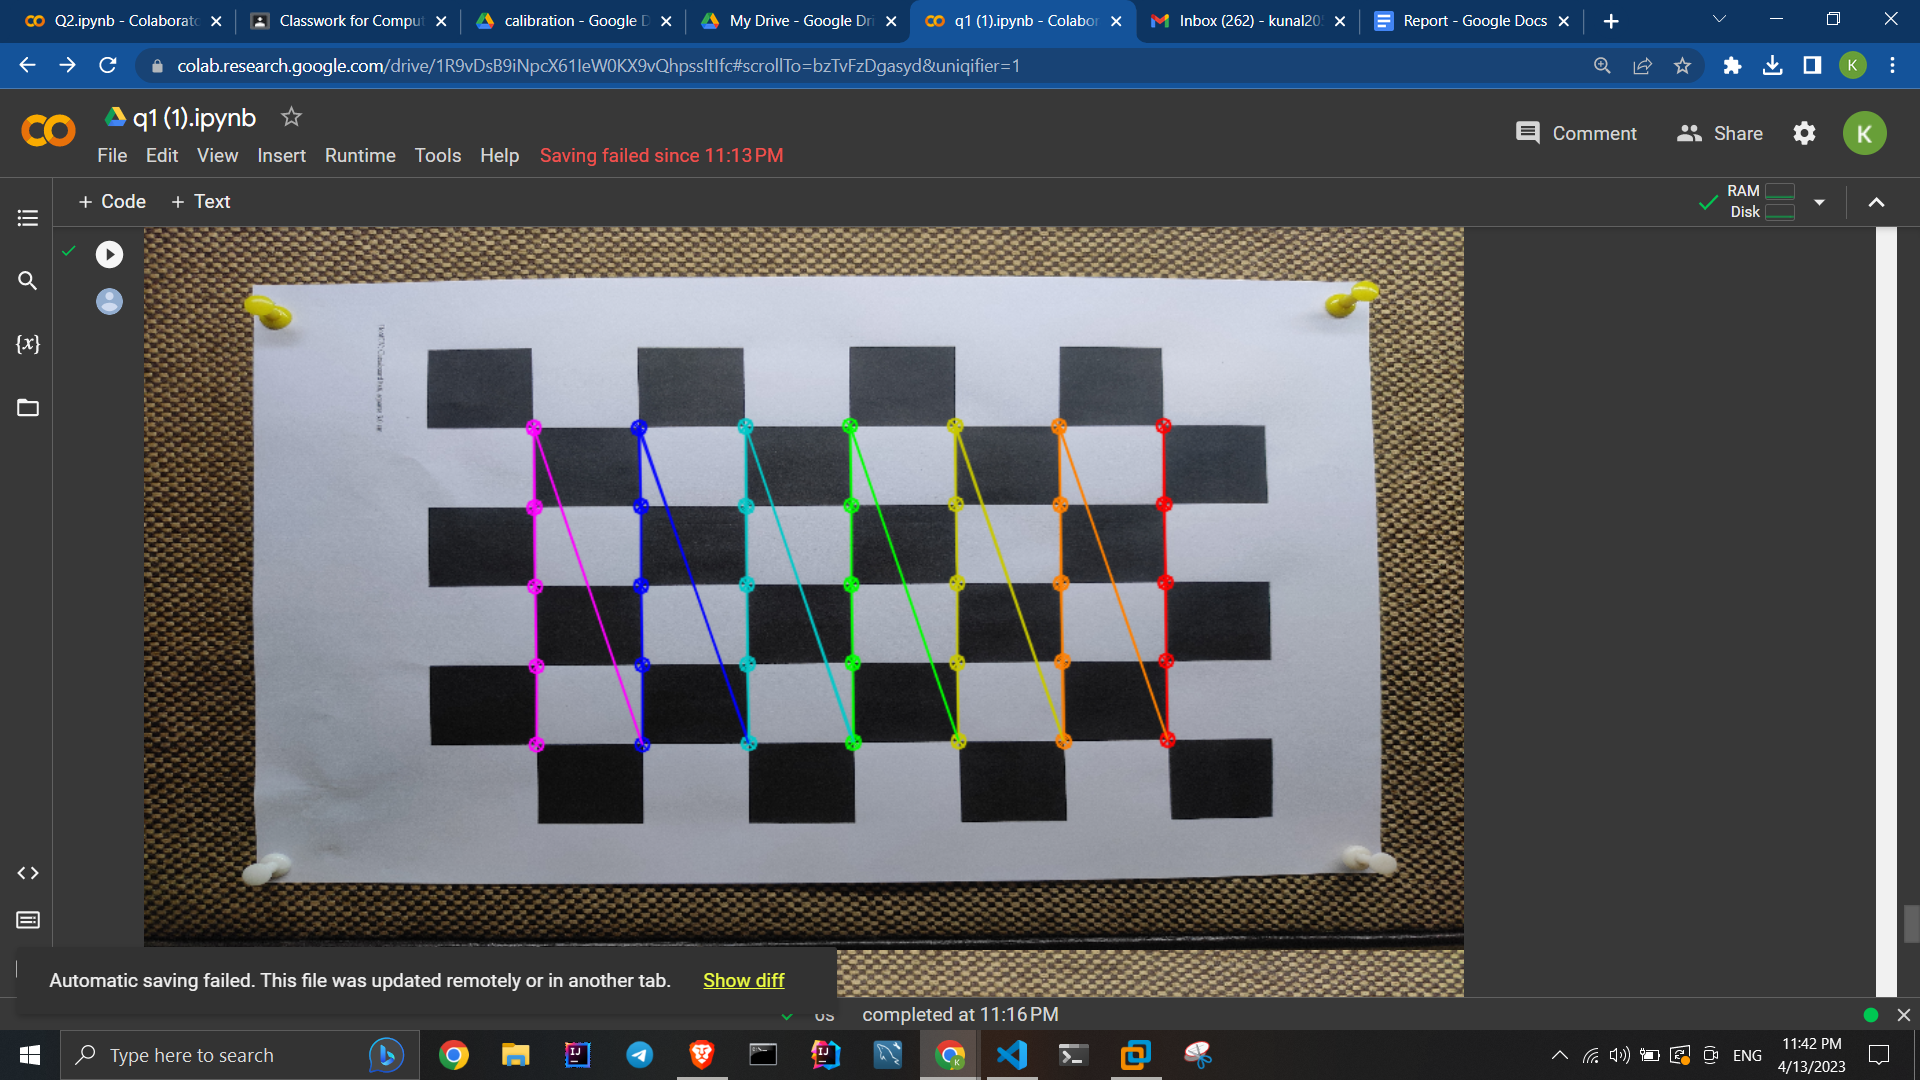 Q2.ipynb - Colaborato
Classwork for Comput
calibration - Google D
My Drive - Google Dri
q1 (1).ipynb - Colabor
Inbox (262) - kunal20
Report - Google Docs
colab.research.google.com/drive/1R9vDsB9iNpcX61IeW0KX9vQhpssItIfc#scrollTo=bzTvFzDgasyd&uniqifier=1
K
q1 (1).ipynb
Comment
Share
K
File Edit View Insert Runtime Tools Help Saving failed since 11:13 PM
+ Code + Text
RAM
Disk
{x}
Automatic saving failed. This file was updated remotely or in another tab. Show diff
0s completed at 11:16 PM
Type here to search
ENG
11:42 PM
4/13/2023